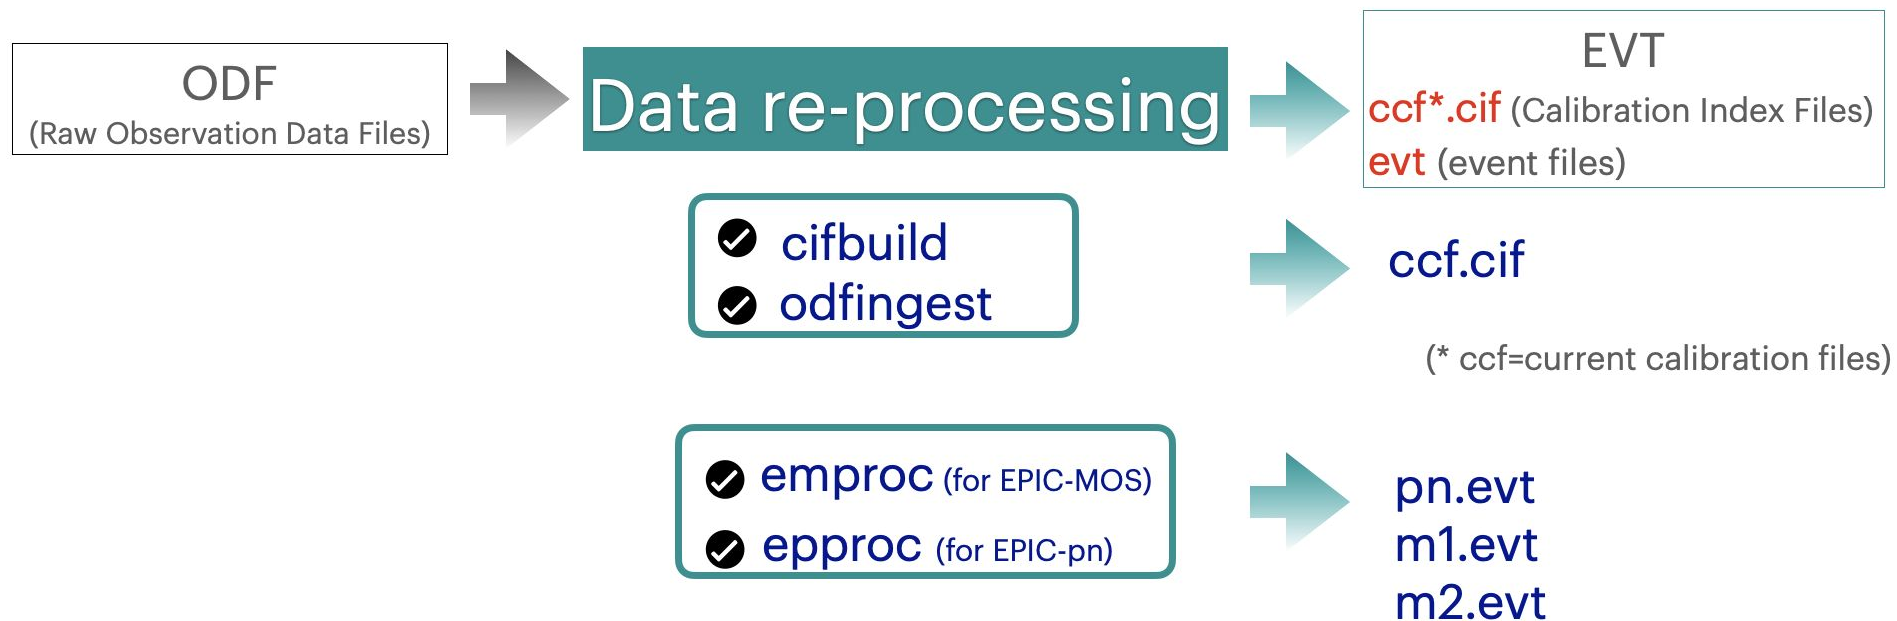 ODF
(Raw Observation Data Files)
Data re-processing
EVT
ccf*.cif (Calibration Index Files)
evt (event files)
cifbuild
odfingest
ccf.cif
(* ccf=current calibration files)
emproc (for EPIC-MOS)
epproc (for EPIC-pn)
pn.evt
m1.evt
m2.evt